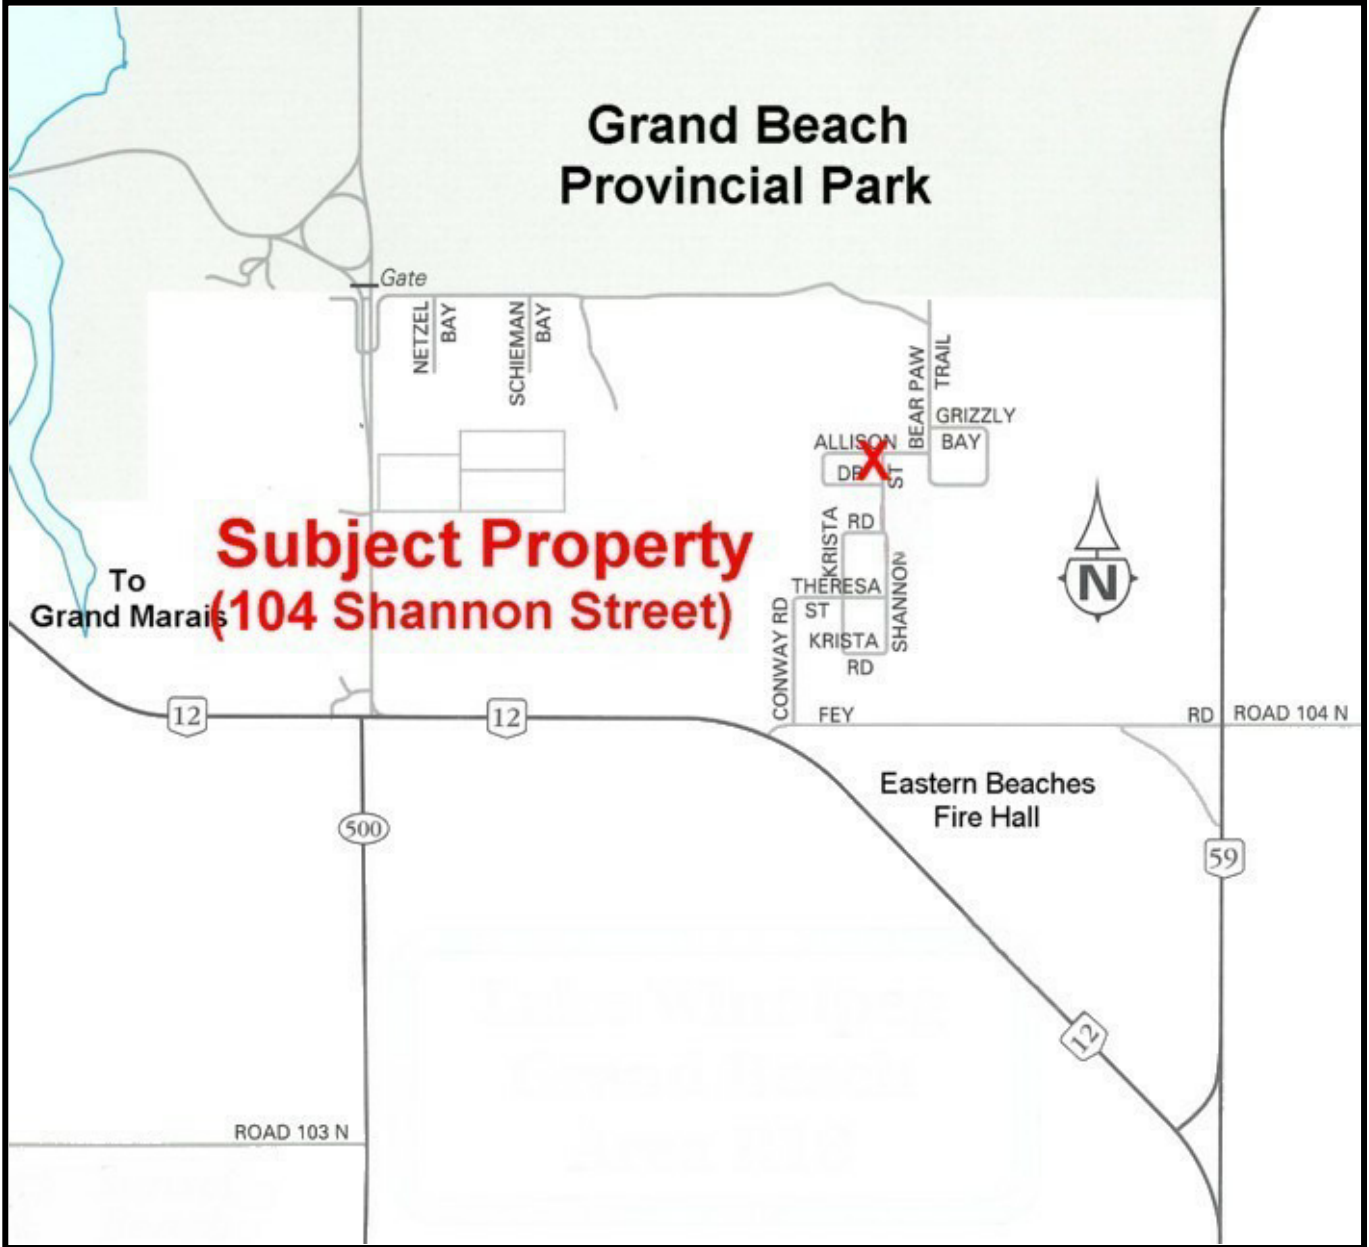 Grand Beach
Provincial Park
Gate
NETZEL
BAY
SCHIEMAN
BAY
BEAR PAW
TRAIL
GRIZZLY
BAY
ALLISON
X
DR
ST
KRISTA
RD
Subject Property
(104 Shannon Street)
To
Grand Marais
THERESA
ST
SHANNON
KRISTA
RD
CONWAY RD
N
12
12
FEY
RD
ROAD 104 N
Eastern Beaches
Fire Hall
500
59
12
ROAD 103 N